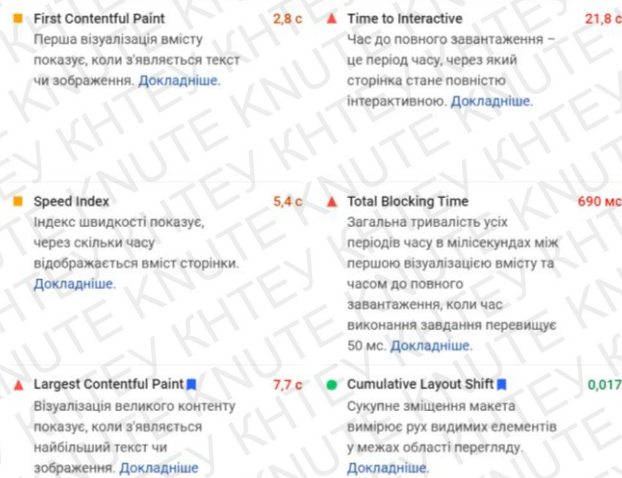 First Contentful Paint 2,8 с
Перша візуалізація вмісту
показує, коли з'являється текст
чи зображення. Докладніше.
Time to Interactive 21,8 с
Час до повного завантаження –
це період часу, через який
сторінка стане повністю
інтерактивною. Докладніше.
Speed Index 5,4 с
Індекс швидкості показує,
через скільки часу
відображається вміст сторінки.
Докладніше.
Total Blocking Time 690 мс
Загальна тривалість усіх
періодів часу в мілісекундах між
першою візуалізацією вмісту та
часом до повного
завантаження, коли час
виконання завдання перевищує
50 мс. Докладніше.
Largest Contentful Paint 7,7 с
Візуалізація великого контенту
показує, коли з'являється
найбільший текст чи
зображення. Докладніше
Cumulative Layout Shift 0,017
Сукупне зміщення макета
вимірює рух видимих елементів
у межах області перегляду.
Докладніше.
KNUTE КНТЕУ KNUTE КНТЕУ